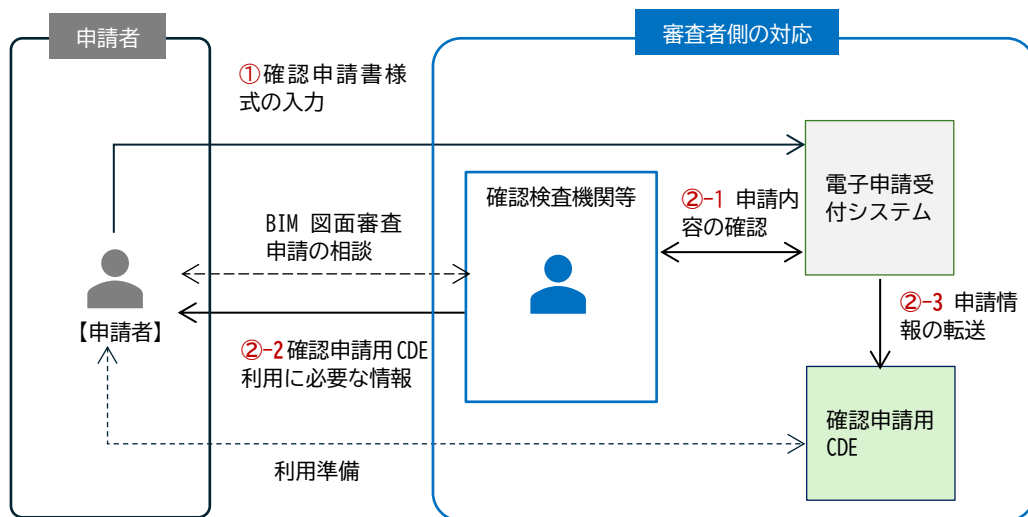 申請者
審査者側の対応
①確認申請書様
式の入力
電子申請受
付システム
確認検査機関等
②-1 申請内
容の確認
BIM 図面審査
申請の相談
【申請者】
②-2確認申請用CDE
利用に必要な情報
②-3 申請情
報の転送
確認申請用
CDE
利用準備